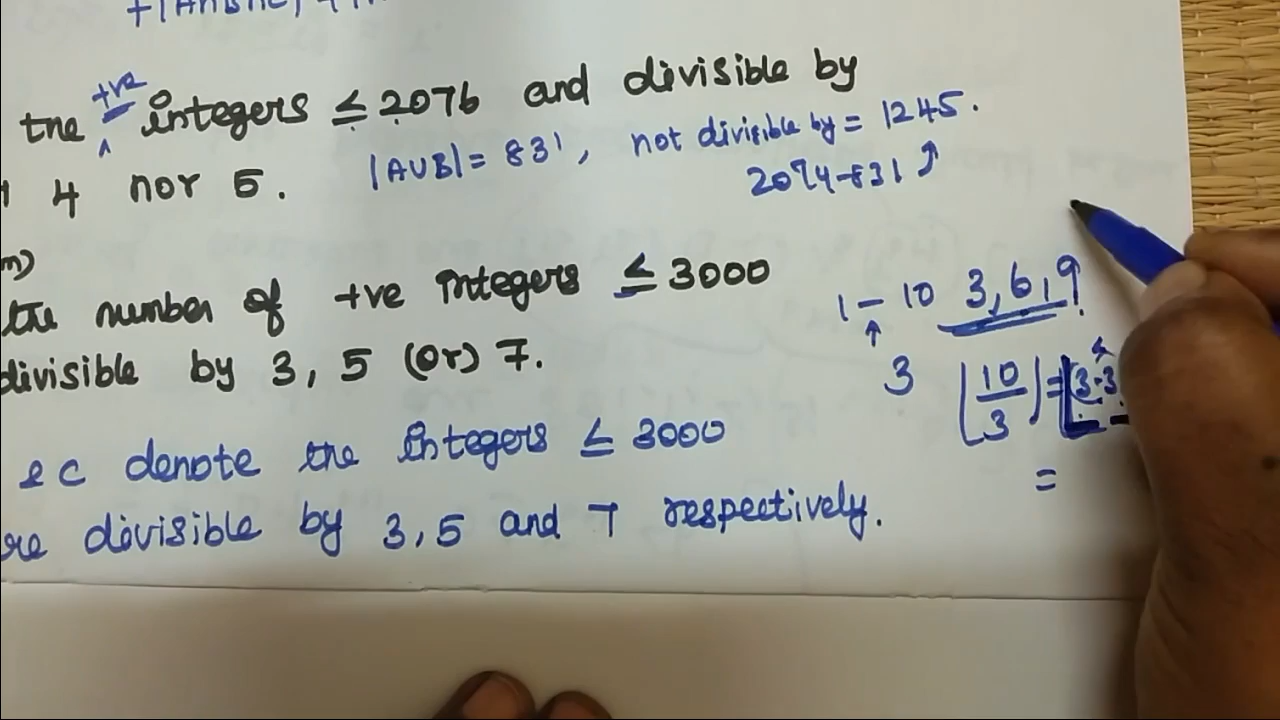 +ve
the ^ integers ≤ 2076 and divisible by
|AUB| = 831, not divisible by = 1245.
4 nor 5.
2074-831
m)
the number of +ve integers ≤ 3000
1 – 10 3,6,9
divisible by 3, 5 (or) 7.
3 ⌊10/3⌋ = ⌊3.3
=
& C denote the integers ≤ 3000
re divisible by 3, 5 and 7 respectively.